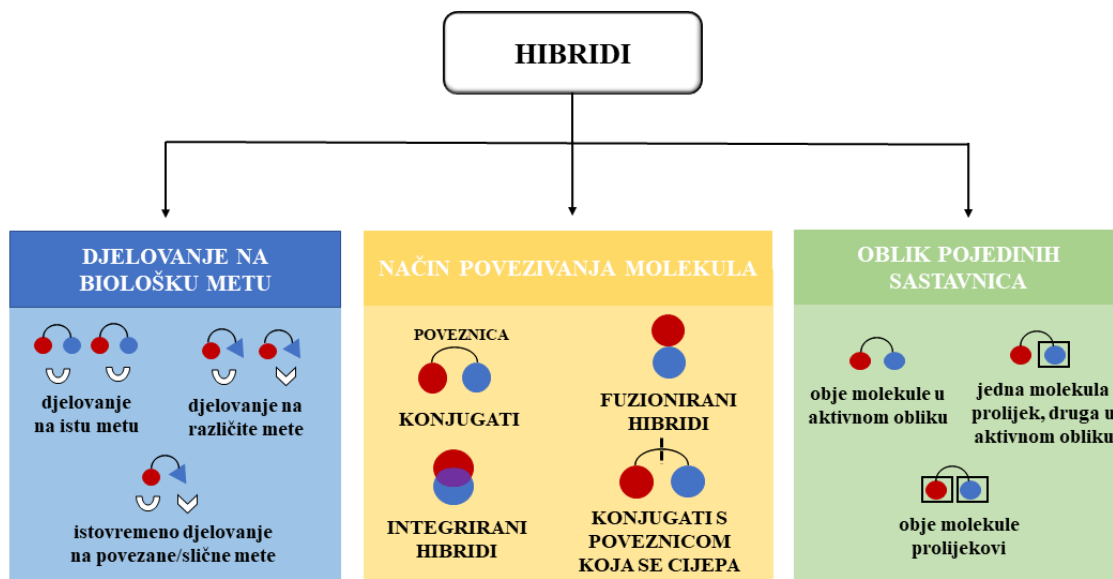 HIBRIDI
DJELOVANJE NA
BIOLOŠKU METU
djelovanje
na istu metu
djelovanje na
različite mete
istovremeno djelovanje
na povezane/slične mete
NAČIN POVEZIVANJA MOLEKULA
POVEZNICA
KONJUGATI
FUZIONIRANI
HIBRIDI
INTEGRIRANI
HIBRIDI
KONJUGATI S
POVEZNICOM
KOJA SE CIJEPA
OBLIK POJEDINIH
SASTAVNICA
obje molekule u
aktivnom obliku
jedna molekula
prolijek, druga u
aktivnom obliku
obje molekule
prolijekovi